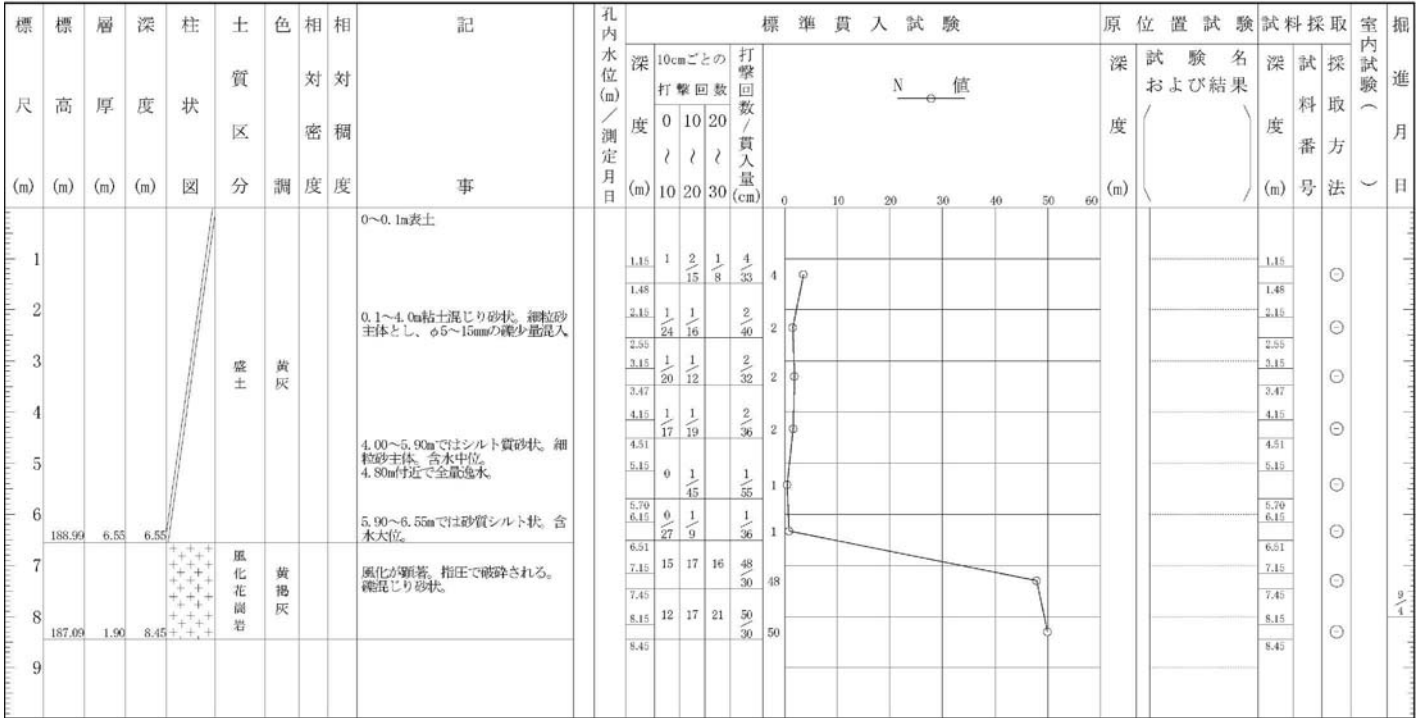 標尺(m)
標高(m)
層厚(m)
深度(m)
柱状図
土質区分
色調
相対密度
相対稠度
記事
孔内水位(m)/測定月日
標準貫入試験
深度(m)
10cmごとの
打撃回数
0 10 20
~ ~ ~
10 20 30
打撃回数/貫入量(cm)
N 値
0 10 20 30 40 50 60
原位置試験
深度(m)
試験名
および結果
試料採取
深度(m)
試料番号
採取方法
室内試験( )
掘進月日
0~0.1m表土
1
1.15 1 2/15 1/8 4/33 4 1.15
1.48 1.48
2
0.1~4.0m粘土混じり砂状。細粒砂
主体とし、φ5~15mmの礫少量混入
2.15 1/24 1/16 2/40 2 2.15
2.55 2.55
3
盛土
黄灰
3.15 1/20 1/12 2/32 2 3.15
3.47 3.47
4
4.15 1/17 1/19 2/36 2 4.15
4.51 4.51
4.00~5.90mではシルト質砂状。細
粒砂主体。含水中位。
4.80m付近で全量逸水。
5
5.15 0 1/45 1/55 1 5.15
5.70 5.70
6
5.90~6.55mでは砂質シルト状。含
水大位。
6.15 0/27 1/9 1/36 1 6.15
188.99 6.55 6.55
6.51 6.51
7
風化花崗岩
黄褐灰
風化が顕著。指圧で破砕される。
礫混じり砂状。
7.15 15 17 16 48/30 48 7.15
7.45 7.45
9/4
8
8.15 12 17 21 50/30 50 8.15
187.09 1.90 8.45
8.45 8.45
9